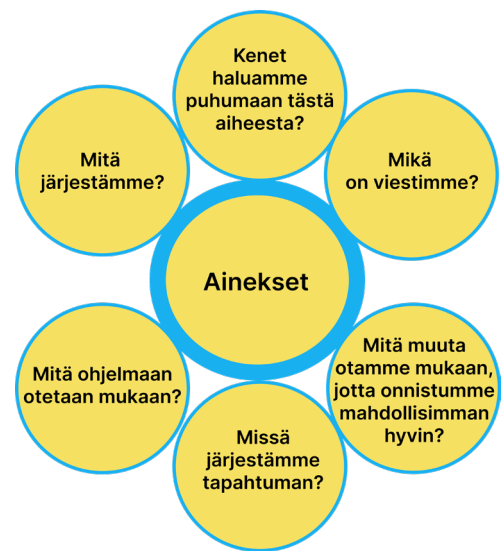 Kenet
haluamme
puhumaan tästä
aiheesta?
Mitä
järjestämme?
Mikä
on viestimme?
Ainekset
Mitä ohjelmaan
otetaan mukaan?
Mitä muuta
otamme mukaan,
jotta onnistumme
mahdollisimman
hyvin?
Missä
järjestämme
tapahtuman?